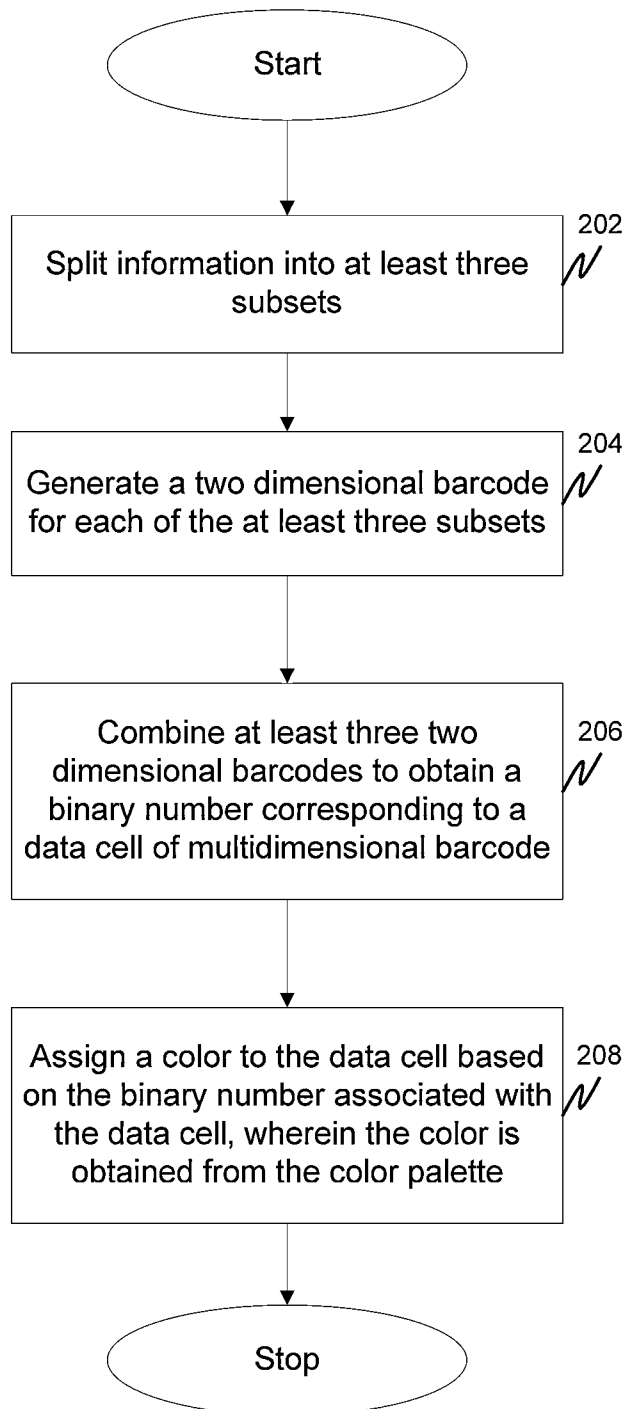 Start
202
Split information into at least three
subsets
204
Generate a two dimensional barcode
for each of the at least three subsets
206
Combine at least three two
dimensional barcodes to obtain a
binary number corresponding to a
data cell of multidimensional barcode
208
Assign a color to the data cell based
on the binary number associated with
the data cell, wherein the color is
obtained from the color palette
Stop